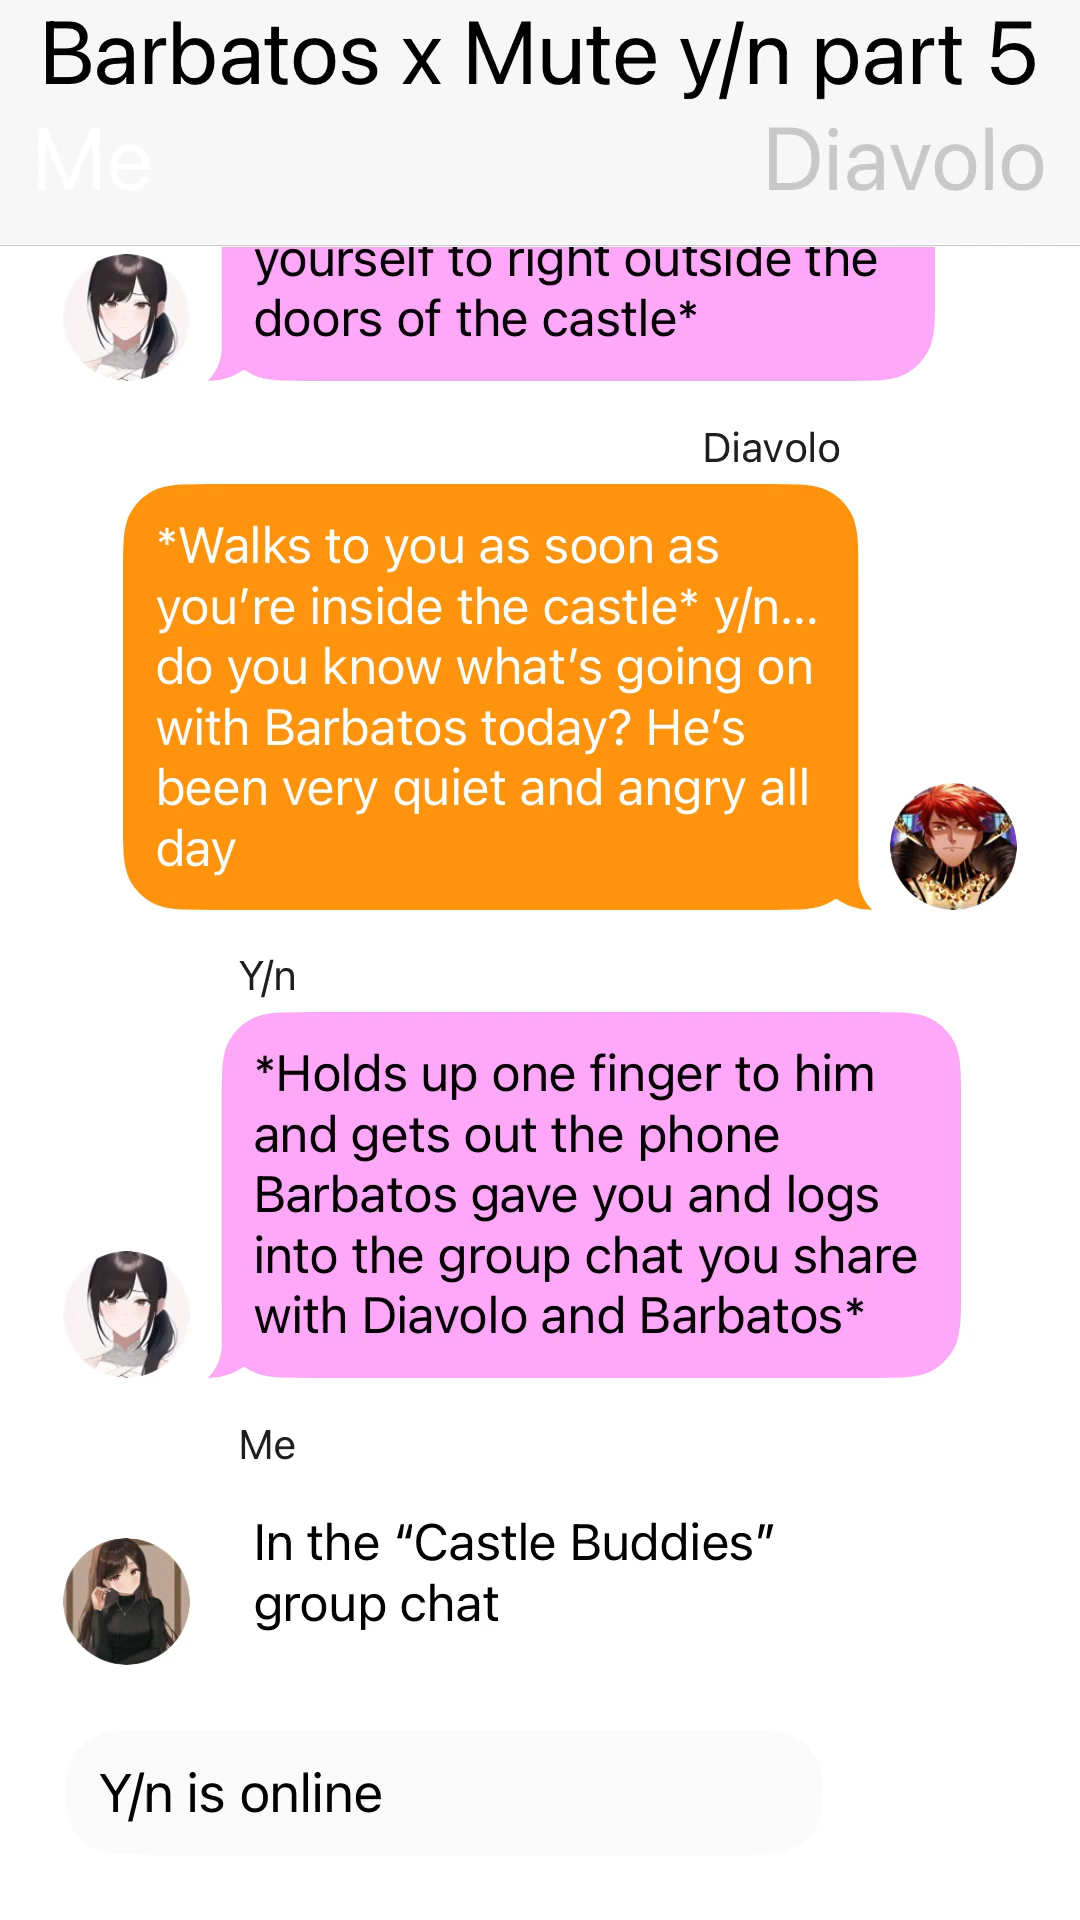 Barbatos x Mute y/n part 5
Me
Diavolo
yourself to right outside the
doors of the castle*
Diavolo
*Walks to you as soon as
you’re inside the castle* y/n...
do you know what’s going on
with Barbatos today? He’s
been very quiet and angry all
day
Y/n
*Holds up one finger to him
and gets out the phone
Barbatos gave you and logs
into the group chat you share
with Diavolo and Barbatos*
Me
In the “Castle Buddies”
group chat
Y/n is online